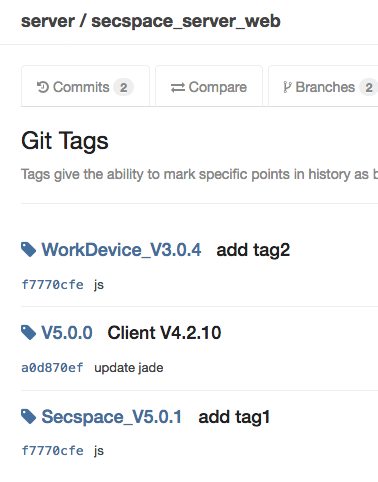 server / secspace_server_web
Commits 2 Compare Branches 2
Git Tags
Tags give the ability to mark specific points in history as
WorkDevice_V3.0.4 add tag2
f7770cfe js
V5.0.0 Client V4.2.10
a0d870ef update jade
Secspace_V5.0.1 add tag1
f7770cfe js